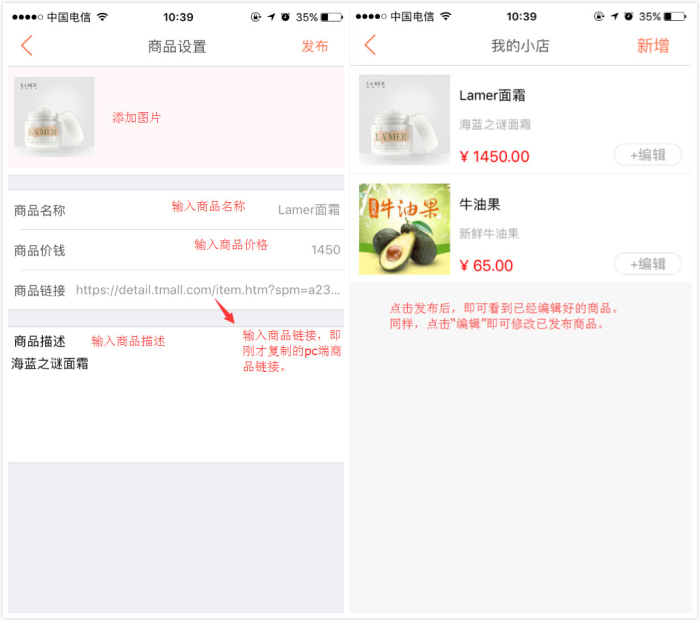 中国电信 10:39 35%
商品设置 发布
LA MER
LA MER
添加图片
商品名称 输入商品名称 Lamer面霜
商品价钱 输入商品价格 1450
商品链接 https://detail.tmall.com/item.htm?spm=a23...
商品描述 输入商品描述
输入商品链接，即
刚才复制的pc端商
品链接。
海蓝之谜面霜
中国电信 10:39 35%
我的小店 新增
LA MER
LA MER
Lamer面霜
海蓝之谜面霜
¥ 1450.00 +编辑
牛油果
牛油果
新鲜牛油果
¥ 65.00 +编辑
点击发布后，即可看到已经编辑好的商品。
同样，点击“编辑”即可修改已发布商品。